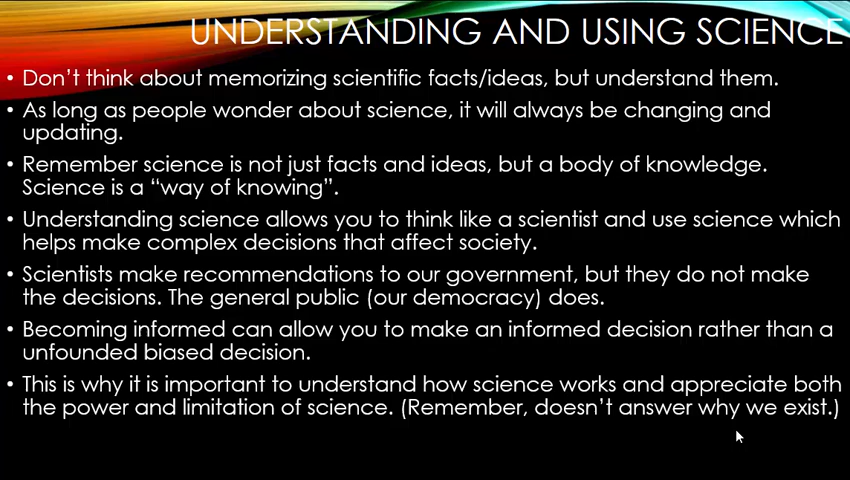 UNDERSTANDING AND USING SCIENCE
• Don't think about memorizing scientific facts/ideas, but understand them.
• As long as people wonder about science, it will always be changing and
updating.
• Remember science is not just facts and ideas, but a body of knowledge.
Science is a “way of knowing”.
• Understanding science allows you to think like a scientist and use science which
helps make complex decisions that affect society.
• Scientists make recommendations to our government, but they do not make
the decisions. The general public (our democracy) does.
• Becoming informed can allow you to make an informed decision rather than a
unfounded biased decision.
• This is why it is important to understand how science works and appreciate both
the power and limitation of science. (Remember, doesn't answer why we exist.)